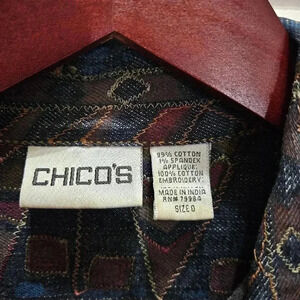 CHICO'S
99% COTTON
1% SPANDEX
APPLIQUE:
100% COTTON
EMBROIDERY:
MADE IN INDIA
RN# 79984
SIZE 0